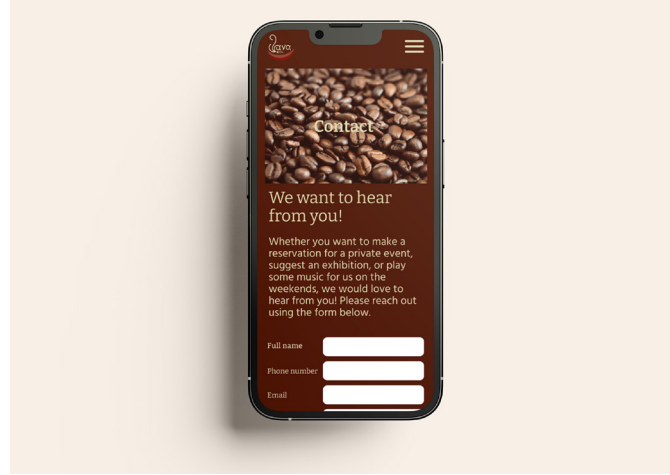 Java
Contact
We want to hear
from you!
Whether you want to make a
reservation for a private event,
suggest an exhibition, or play
some music for us on the
weekends, we would love to
hear from you! Please reach out
using the form below.
Full name
Phone number
Email